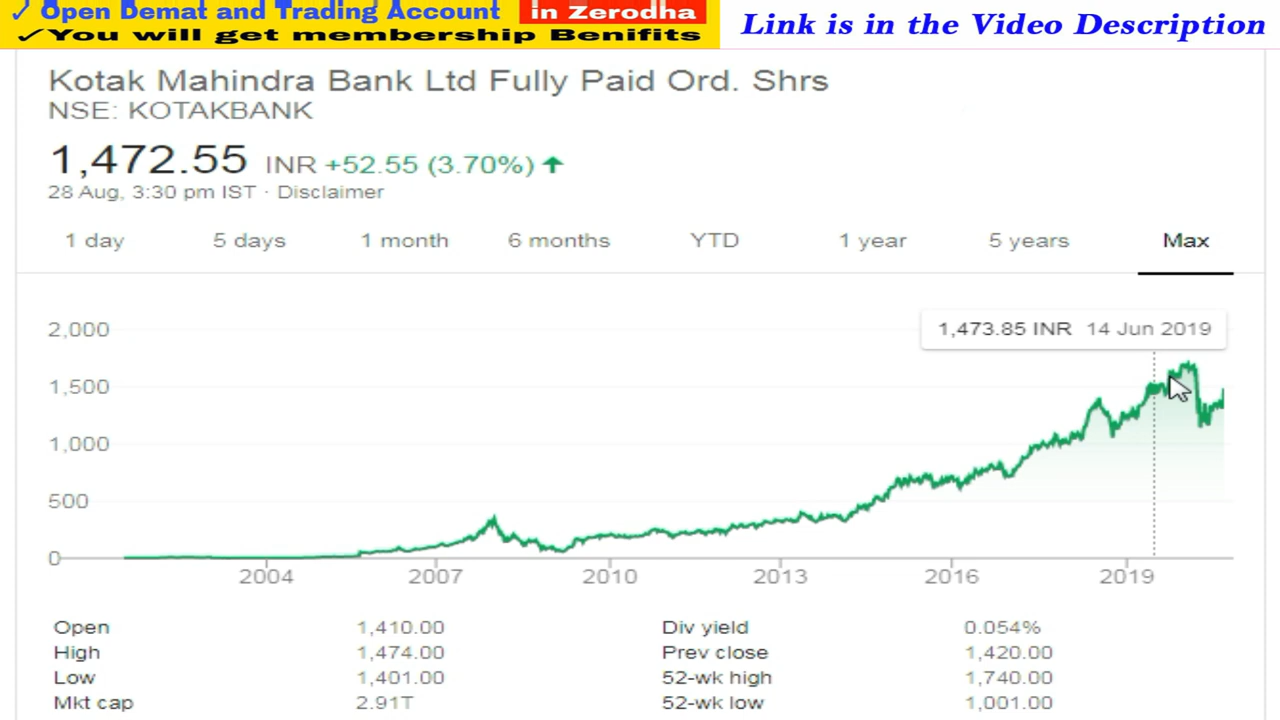 ✓ Open Demat and Trading Account in Zerodha
✓You will get membership Benifits
Link is in the Video Description
Kotak Mahindra Bank Ltd Fully Paid Ord. Shrs
NSE: KOTAKBANK
1,472.55 INR +52.55 (3.70%) ↑
28 Aug, 3:30 pm IST · Disclaimer
1 day 5 days 1 month 6 months YTD 1 year 5 years Max
1,473.85 INR 14 Jun 2019
2,000
1,500
1,000
500
0
2004 2007 2010 2013 2016 2019
Open 1,410.00 Div yield 0.054%
High 1,474.00 Prev close 1,420.00
Low 1,401.00 52-wk high 1,740.00
Mkt cap 2.91T 52-wk low 1,001.00